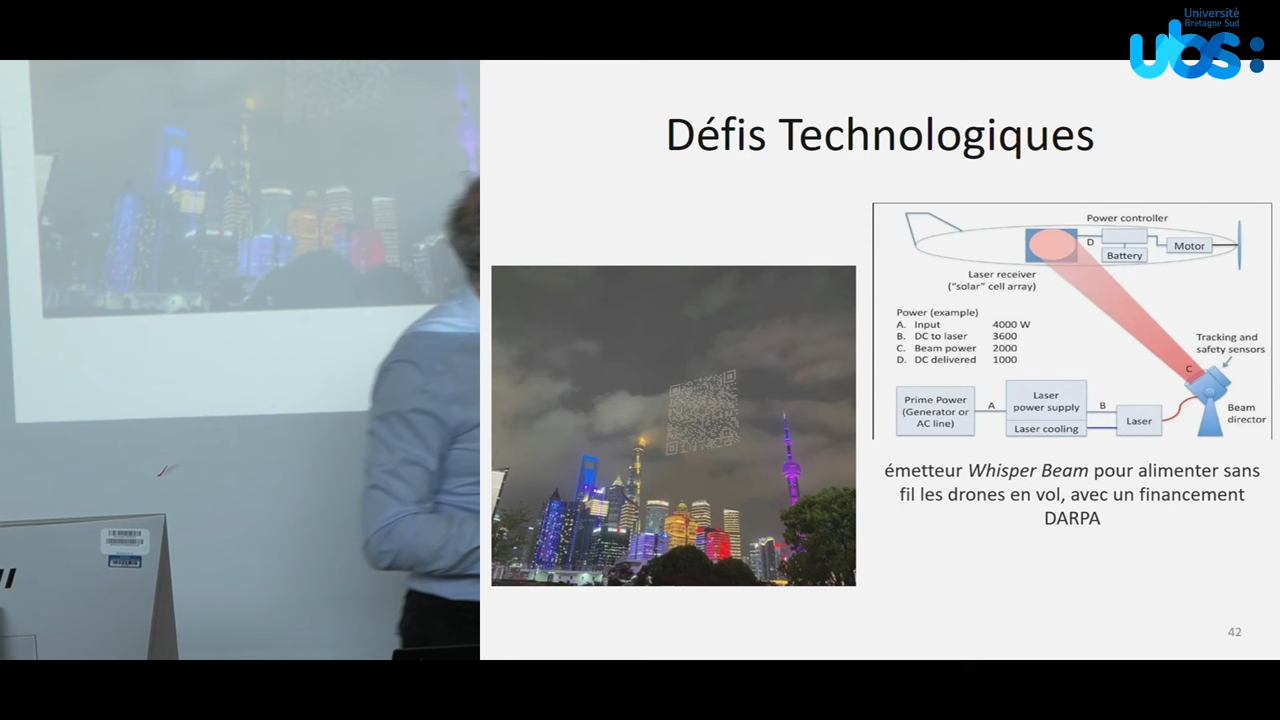 Université
Bretagne Sud
ubs:
Défis Technologiques
Power controller
D
Battery
Motor
Laser receiver
("solar" cell array)
Power (example)
A. Input 4000 W
B. DC to laser 3600
C. Beam power 2000
D. DC delivered 1000
Tracking and
safety sensors
C
Prime Power
(Generator or
AC line)
A
Laser
power supply
Laser cooling
B
Laser
Beam
director
émetteur Whisper Beam pour alimenter sans
fil les drones en vol, avec un financement
DARPA
42